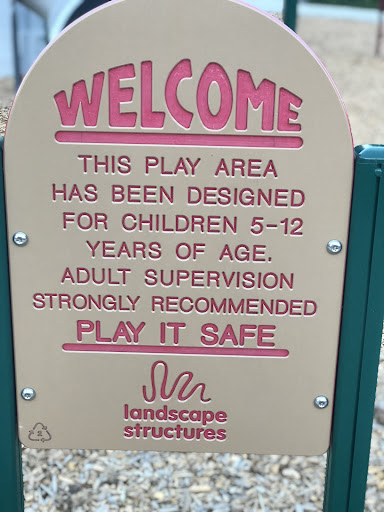 WELCOME
THIS PLAY AREA
HAS BEEN DESIGNED
FOR CHILDREN 5-12
YEARS OF AGE.
ADULT SUPERVISION
STRONGLY RECOMMENDED
PLAY IT SAFE
landscape
structures
2